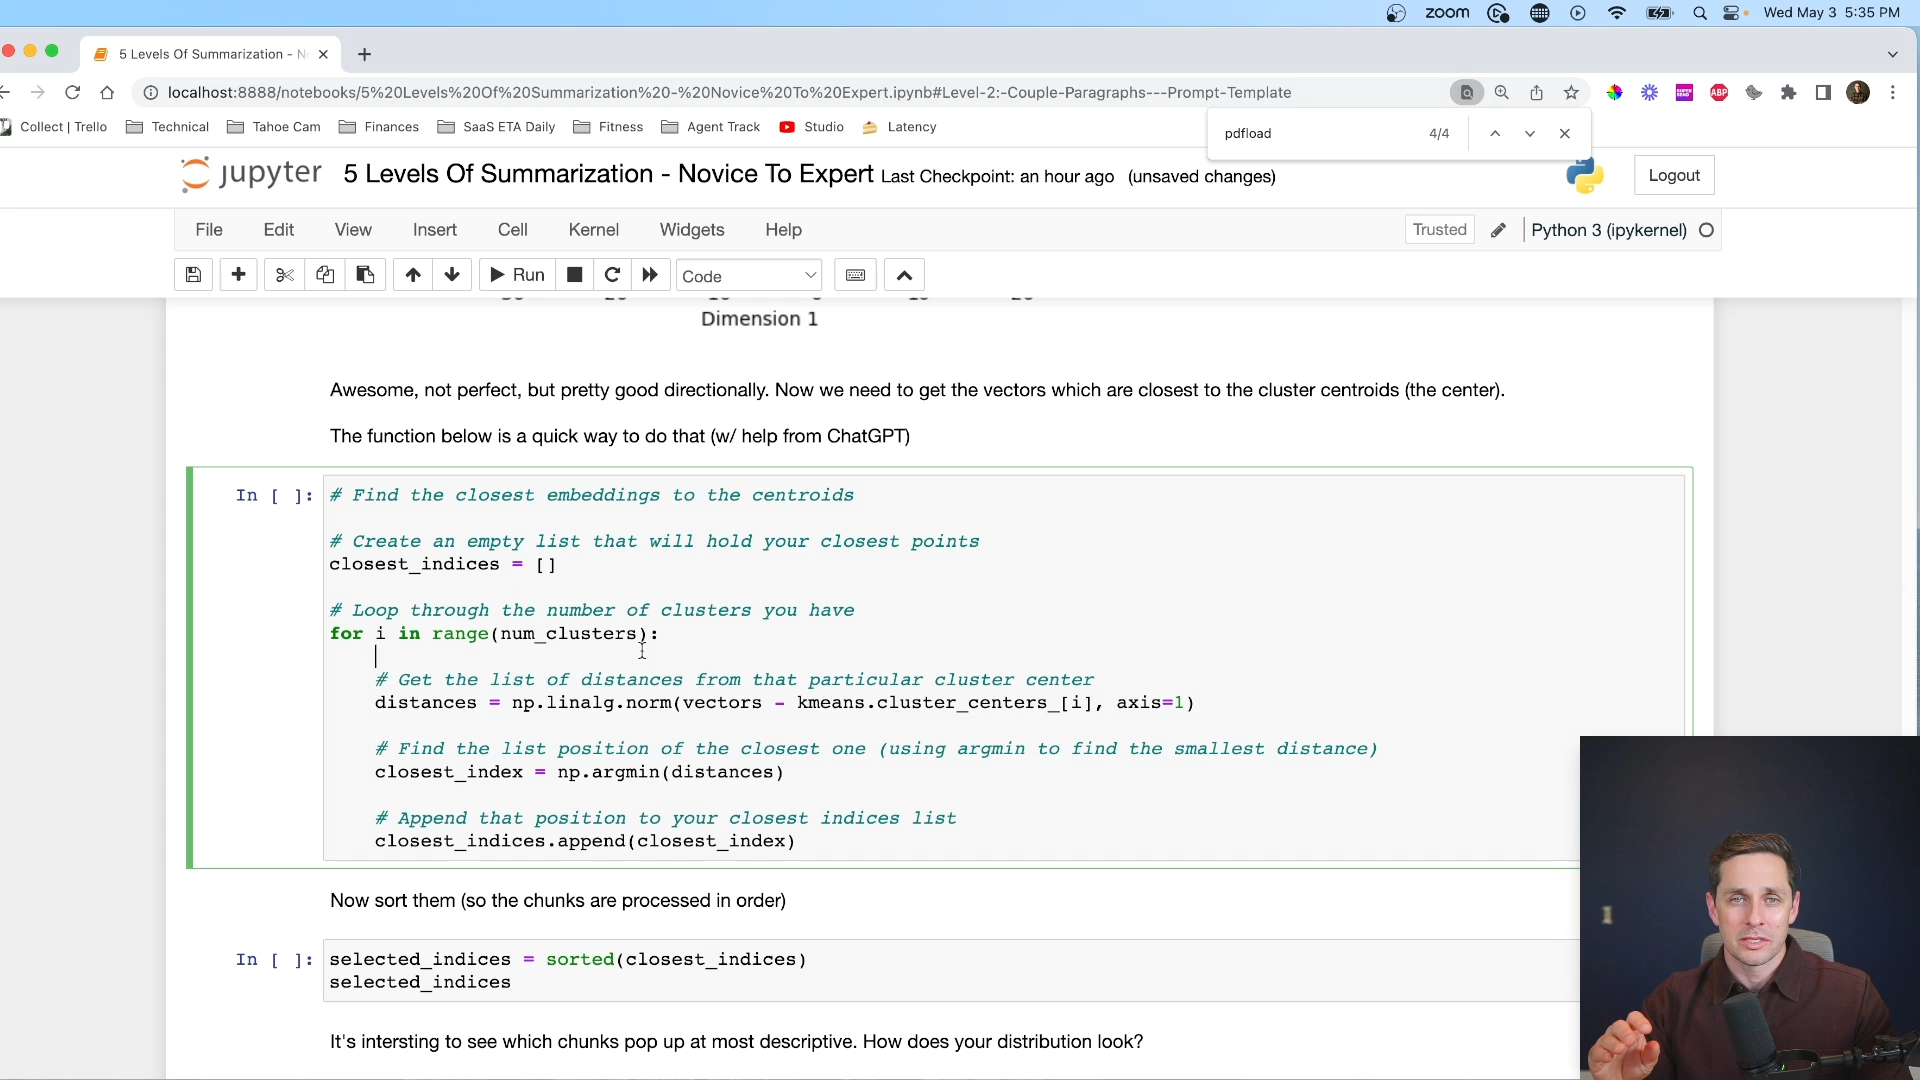 zoom
Wed May 3 5:35 PM
5 Levels Of Summarization - N
localhost:8888/notebooks/5%20Levels%20Of%20Summarization%20-%20Novice%20To%20Expert.ipynb#Level-2:-Couple-Paragraphs---Prompt-Template
ABP
Collect | Trello
Technical
Tahoe Cam
Finances
SaaS ETA Daily
Fitness
Agent Track
Studio
Latency
pdfload
4/4
jupyter
5 Levels Of Summarization - Novice To Expert Last Checkpoint: an hour ago (unsaved changes)
Logout
File
Edit
View
Insert
Cell
Kernel
Widgets
Help
Trusted
Python 3 (ipykernel)
Run
Code
Dimension 1
Awesome, not perfect, but pretty good directionally. Now we need to get the vectors which are closest to the cluster centroids (the center).
The function below is a quick way to do that (w/ help from ChatGPT)
In [ ]:
# Find the closest embeddings to the centroids
# Create an empty list that will hold your closest points
closest_indices = []
# Loop through the number of clusters you have
for i in range(num_clusters):
# Get the list of distances from that particular cluster center
distances = np.linalg.norm(vectors - kmeans.cluster_centers_[i], axis=1)
# Find the list position of the closest one (using argmin to find the smallest distance)
closest_index = np.argmin(distances)
# Append that position to your closest indices list
closest_indices.append(closest_index)
Now sort them (so the chunks are processed in order)
In [ ]:
selected_indices = sorted(closest_indices)
selected_indices
It's intersting to see which chunks pop up at most descriptive. How does your distribution look?